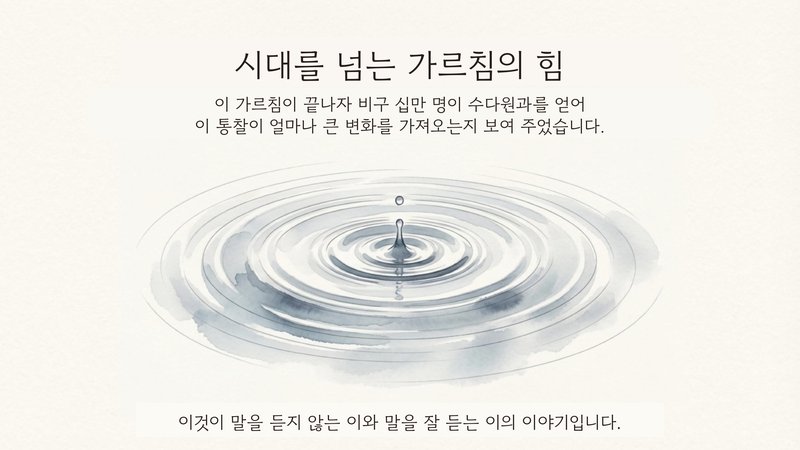 시대를 넘는 가르침의 힘
이 가르침이 끝나자 비구 십만 명이 수다원과를 얻어
이 통찰이 얼마나 큰 변화를 가져오는지 보여 주었습니다.
이것이 말을 듣지 않는 이와 말을 잘 듣는 이의 이야기입니다.